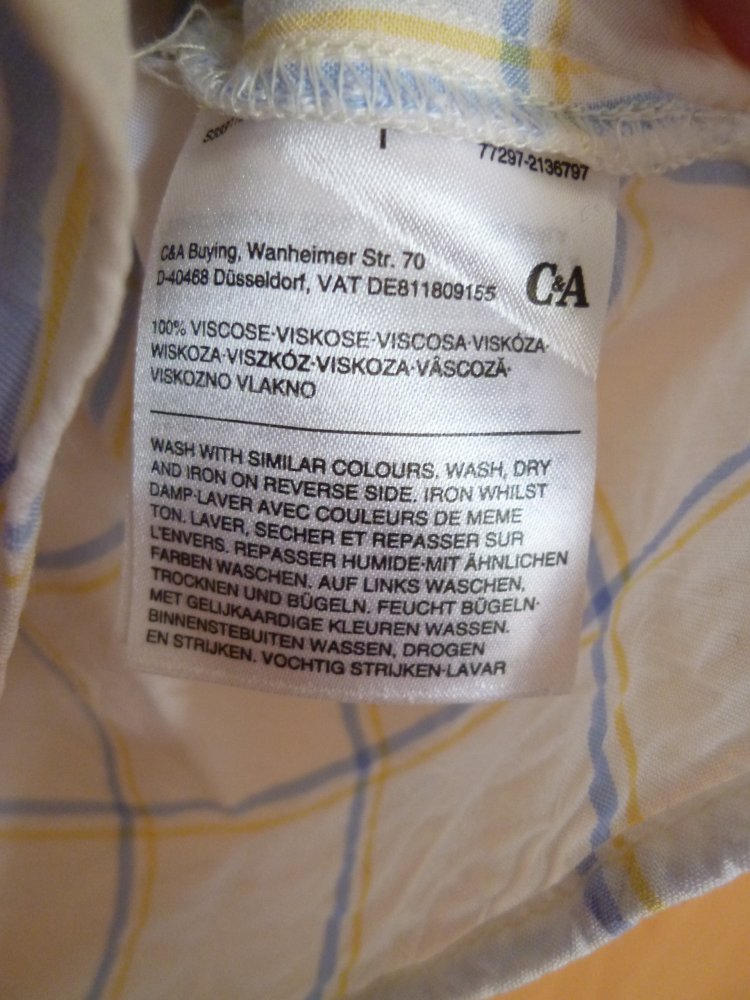 77297-2136797
C&A Buying, Wanheimer Str. 70
D-40468 Düsseldorf, VAT DE811809155
C&A
100% VISCOSE·VISKOSE·VISCOSA·VISKÓZA·
WISKOZA·VISZKÓZ·VISKOZA·VÂSCOZĂ·
VISKOZNO VLAKNO
WASH WITH SIMILAR COLOURS. WASH, DRY
AND IRON ON REVERSE SIDE. IRON WHILST
DAMP·LAVER AVEC COULEURS DE MEME
TON. LAVER, SECHER ET REPASSER SUR
L'ENVERS. REPASSER HUMIDE·MIT ÄHNLICHEN
FARBEN WASCHEN. AUF LINKS WASCHEN,
TROCKNEN UND BÜGELN. FEUCHT BÜGELN·
MET GELIJKAARDIGE KLEUREN WASSEN.
BINNENSTEBUITEN WASSEN, DROGEN
EN STRIJKEN. VOCHTIG STRIJKEN·LAVAR